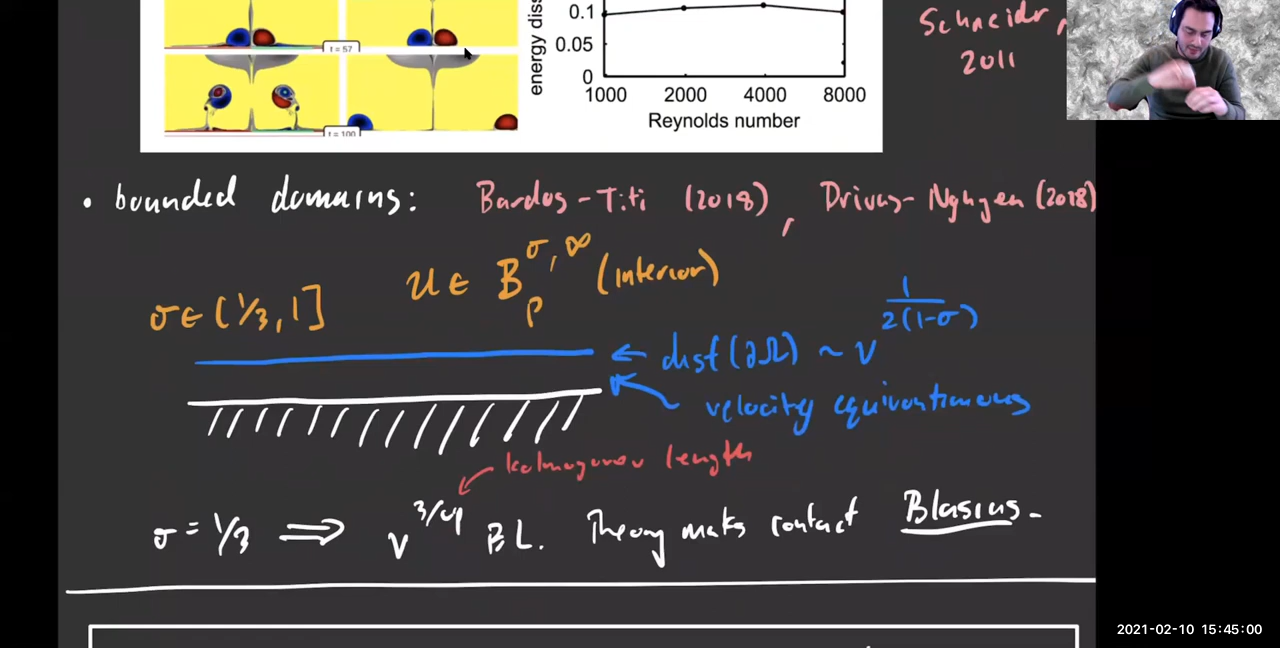 t = 57
t = 100
energy diss
0.1
0.05
0
1000 2000 4000 8000
Reynolds number
Schneider,
2011
• bounded domains: Bardos-Titi (2018), Drivas-Nguyen (2018)
σ ∈ (1/3, 1] u ∈ B_p^{σ,∞} (interior)
← dist(∂Ω) ~ ν^{1/(2(1-σ))}
velocity equicontinuous
kolmogorov length
σ = 1/3 ⟹ ν^{3/4} BL. Theory makes contact Blasius.
2021-02-10 15:45:00